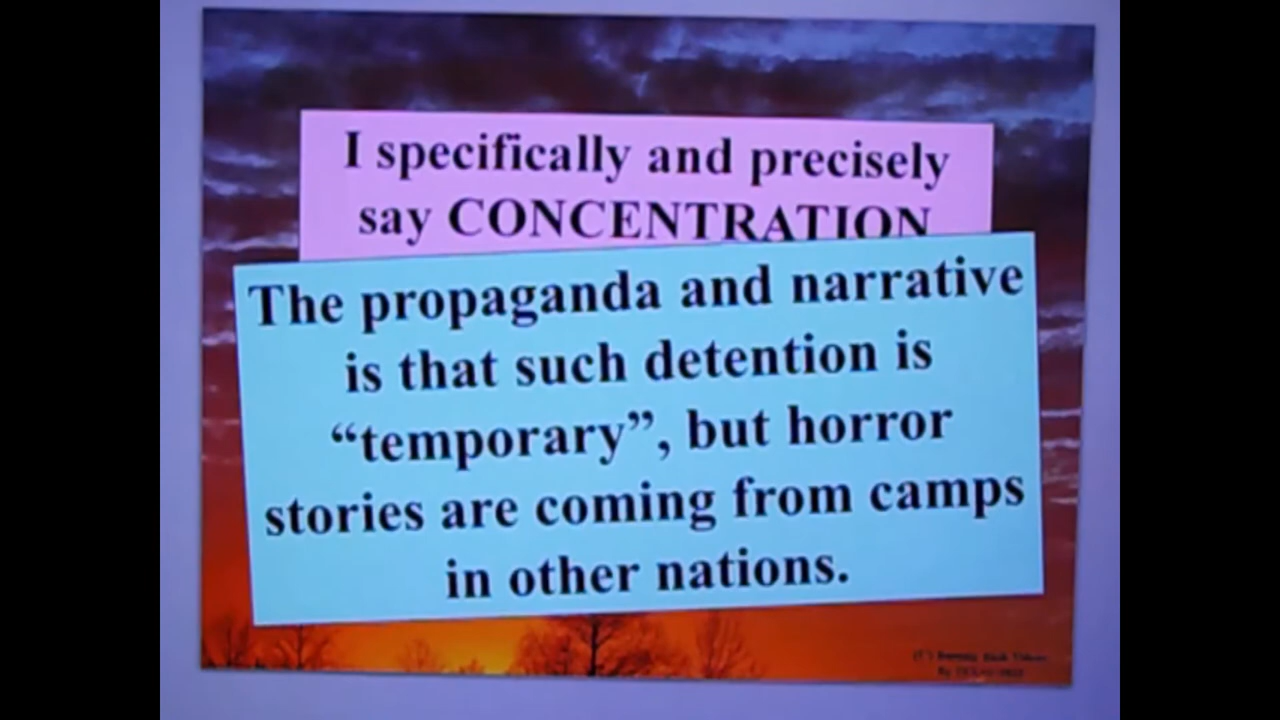 I specifically and precisely
say CONCENTRATION
The propaganda and narrative
is that such detention is
“temporary”, but horror
stories are coming from camps
in other nations.